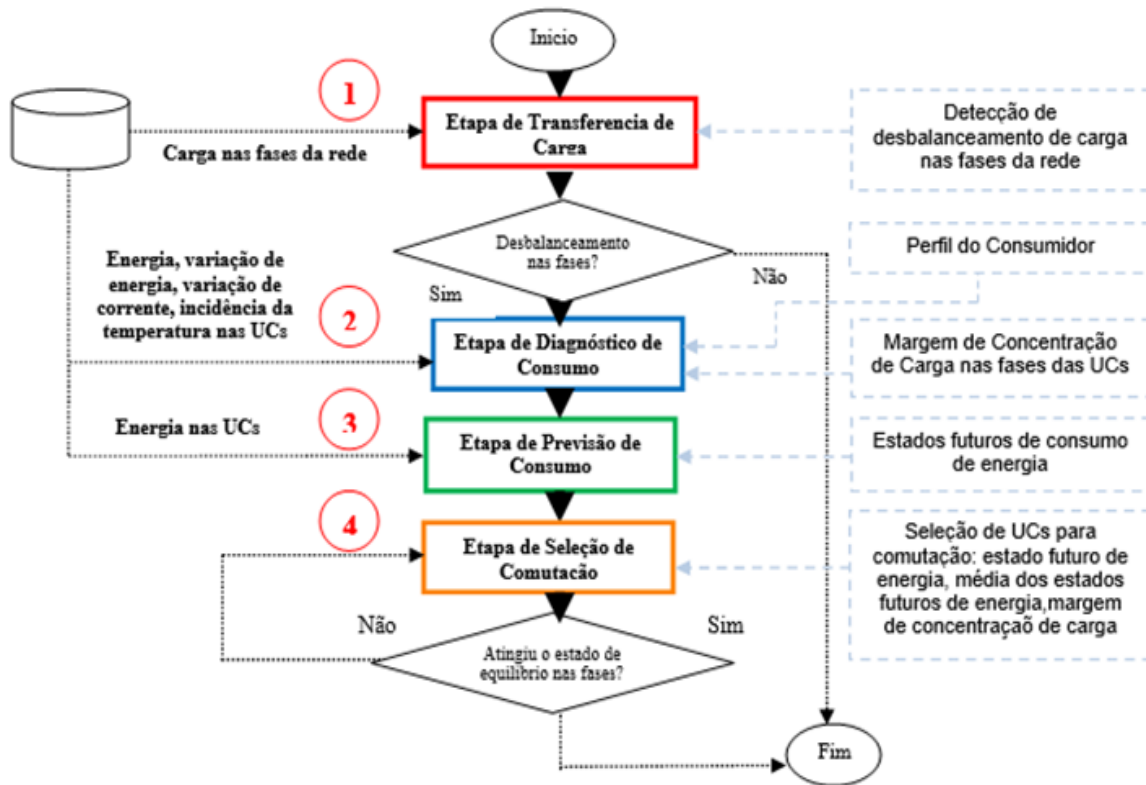 Inicio
1
Etapa de Transferencia de
Carga
Carga nas fases da rede
Detecção de
desbalanceamento de carga
nas fases da rede
Desbalanceamento
nas fases?
Não
Sim
Perfil do Consumidor
Energia, variação de
energia, variação de
corrente, incidência da
temperatura nas UCs
2
Etapa de Diagnóstico de
Consumo
Margem de Concentração
de Carga nas fases das UCs
Energia nas UCs
3
Etapa de Previsão de
Consumo
Estados futuros de consumo
de energia
4
Etapa de Seleção de
Comutacão
Seleção de UCs para
comutação: estado futuro de
energia, média dos estados
futuros de energia,margem
de concentraçaõ de carga
Não
Sim
Atingiu o estado de
equilibrio nas fases?
Fim